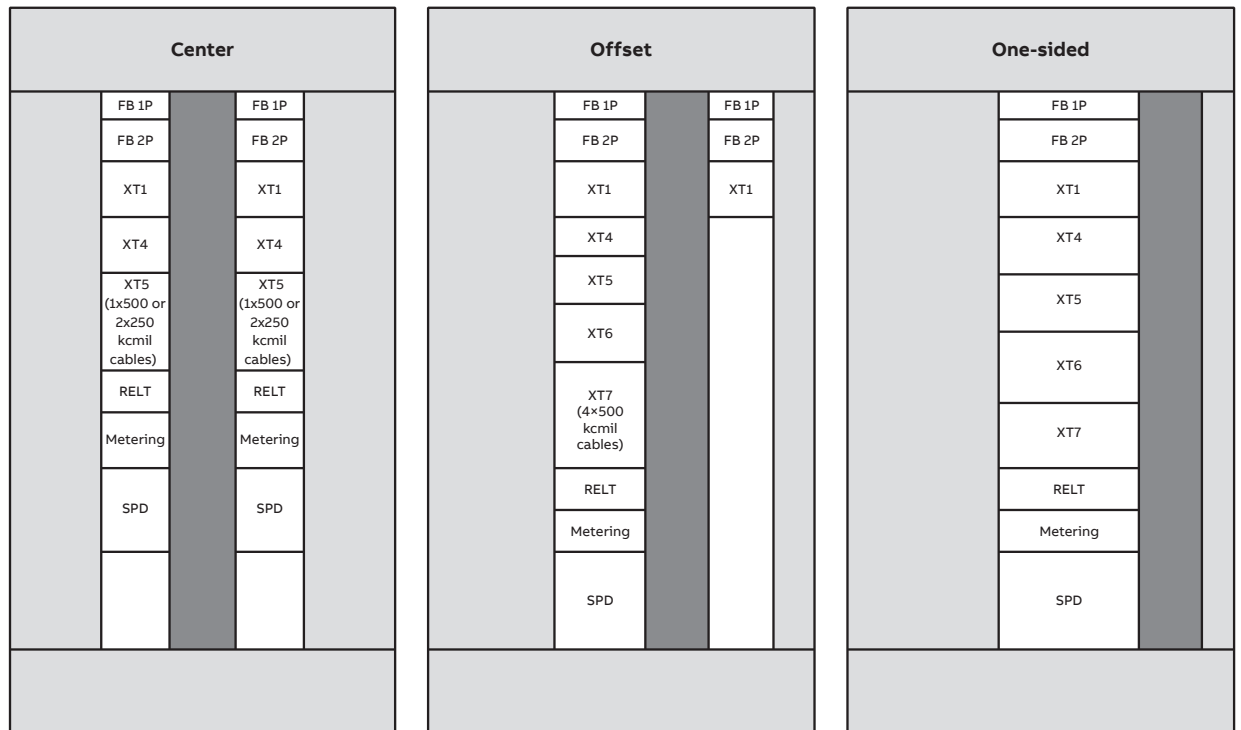 Center
FB 1P
FB 2P
XT1
XT4
XT5
(1x500 or
2x250
kcmil
cables)
RELT
Metering
SPD
FB 1P
FB 2P
XT1
XT4
XT5
(1x500 or
2x250
kcmil
cables)
RELT
Metering
SPD
Offset
FB 1P
FB 2P
XT1
XT4
XT5
XT6
XT7
(4×500
kcmil
cables)
RELT
Metering
SPD
FB 1P
FB 2P
XT1
One-sided
FB 1P
FB 2P
XT1
XT4
XT5
XT6
XT7
RELT
Metering
SPD